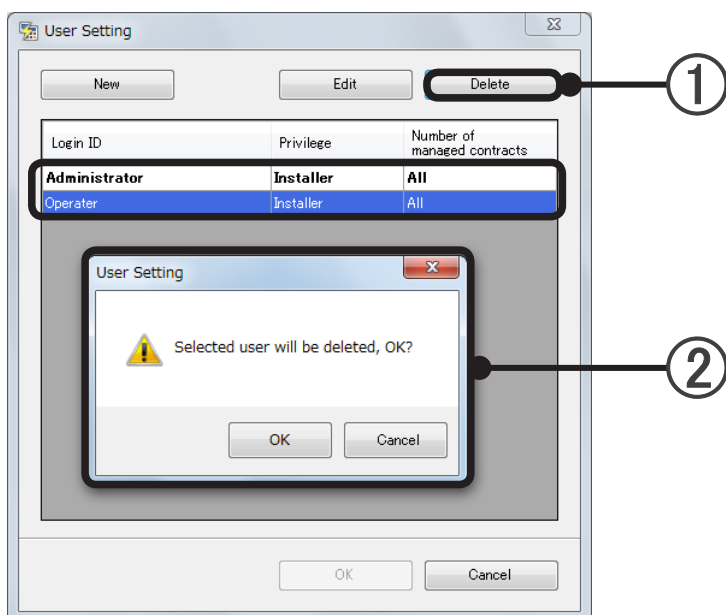 User Setting
New Edit Delete
①
Login ID Privilege Number of
managed contracts
Administrator Installer All
Operater Installer All
User Setting
Selected user will be deleted, OK?
②
OK Cancel
OK Cancel